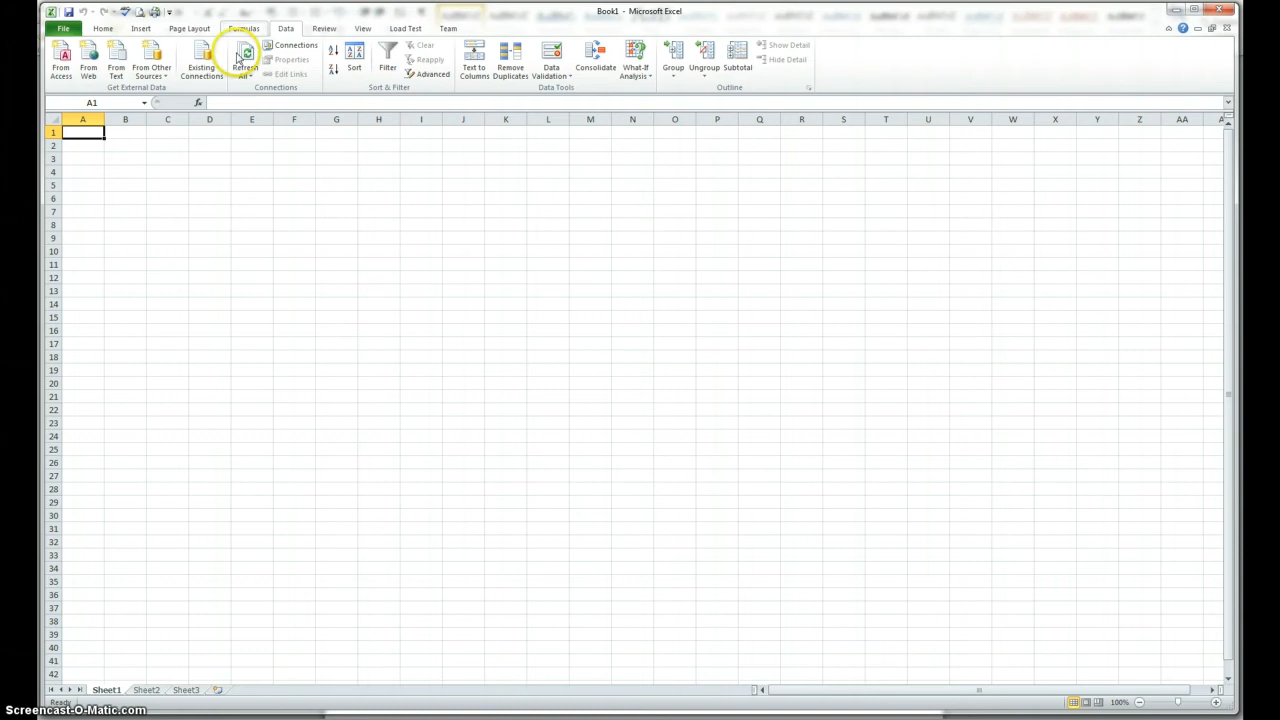 Book1 - Microsoft Excel
File Home Insert Page Layout Formulas Data Review View Load Test Team
From Access
From Web
From Text
From Other Sources
Existing Connections
Refresh All
Connections
Properties
Edit Links
Sort
Filter
Clear
Reapply
Advanced
Text to Columns
Remove Duplicates
Data Validation
Consolidate
What-If Analysis
Group
Ungroup
Subtotal
Show Detail
Hide Detail
Get External Data Connections Sort & Filter Data Tools Outline
A1 fx
A B C D E F G H I J K L M N O P Q R S T U V W X Y Z AA
1
2
3
4
5
6
7
8
9
10
11
12
13
14
15
16
17
18
19
20
21
22
23
24
25
26
27
28
29
30
31
32
33
34
35
36
37
38
39
40
41
42
Sheet1 Sheet2 Sheet3
Ready 100%
Screencast-O-Matic.com